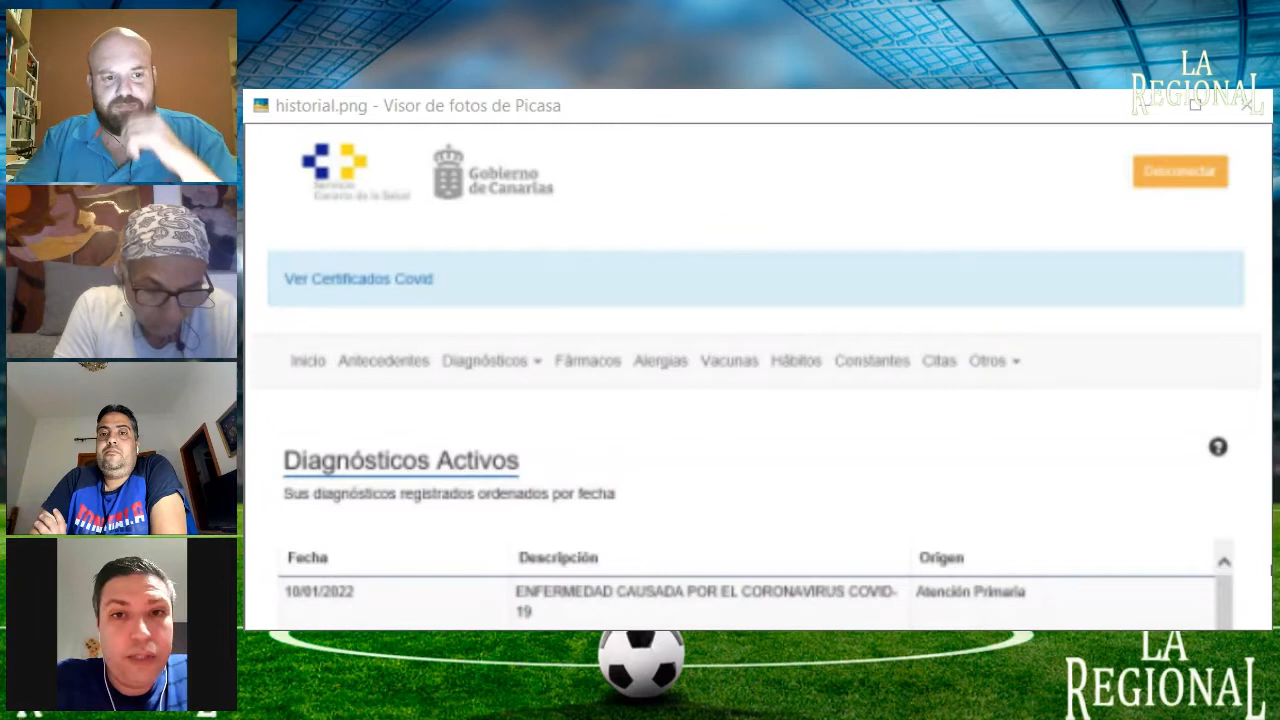 LA
REGIONAL
historial.png - Visor de fotos de Picasa
Servicio
Canario de la Salud
Gobierno
de Canarias
Desconectar
Ver Certificados Covid
Inicio Antecedentes Diagnósticos Fármacos Alergias Vacunas Hábitos Constantes Citas Otros
Diagnósticos Activos
?
Sus diagnósticos registrados ordenados por fecha
Fecha Descripción Origen
10/01/2022 ENFERMEDAD CAUSADA POR EL CORONAVIRUS COVID- Atención Primaria
19
LA
REGIONAL